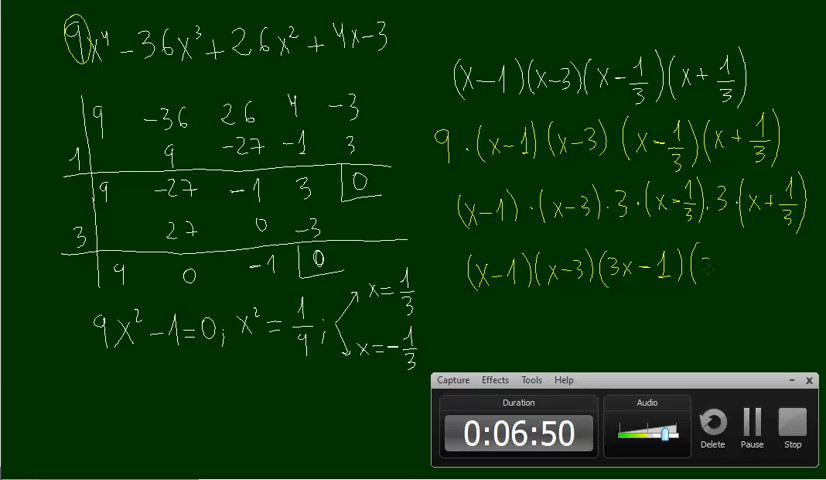 9x⁴ − 36x³ + 26x² + 4x − 3
9 −36 26 4 −3
1 9 −27 −1 3
9 −27 −1 3 0
3 27 0 −3
9 0 −1 0
9x² − 1 = 0; x² = 1/9; x = 1/3
x = −1/3
(x−1)(x−3)(x−1/3)(x+1/3)
9·(x−1)(x−3)(x−1/3)(x+1/3)
(x−1)·(x−3)·3·(x−1/3)·3·(x+1/3)
(x−1)(x−3)(3x−1)(
Capture Effects Tools Help
Duration
0:06:50
Audio
Delete Pause Stop